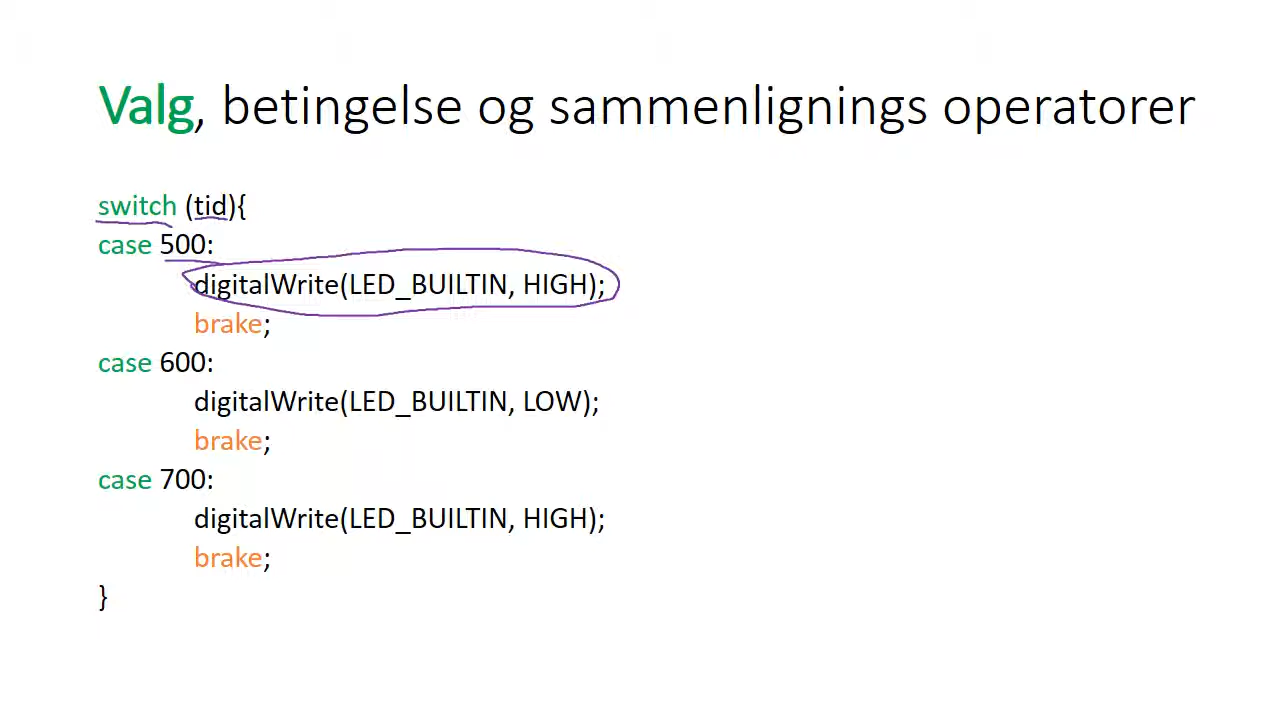 Valg, betingelse og sammenlignings operatorer
switch (tid){
case 500:
digitalWrite(LED_BUILTIN, HIGH);
brake;
case 600:
digitalWrite(LED_BUILTIN, LOW);
brake;
case 700:
digitalWrite(LED_BUILTIN, HIGH);
brake;
}